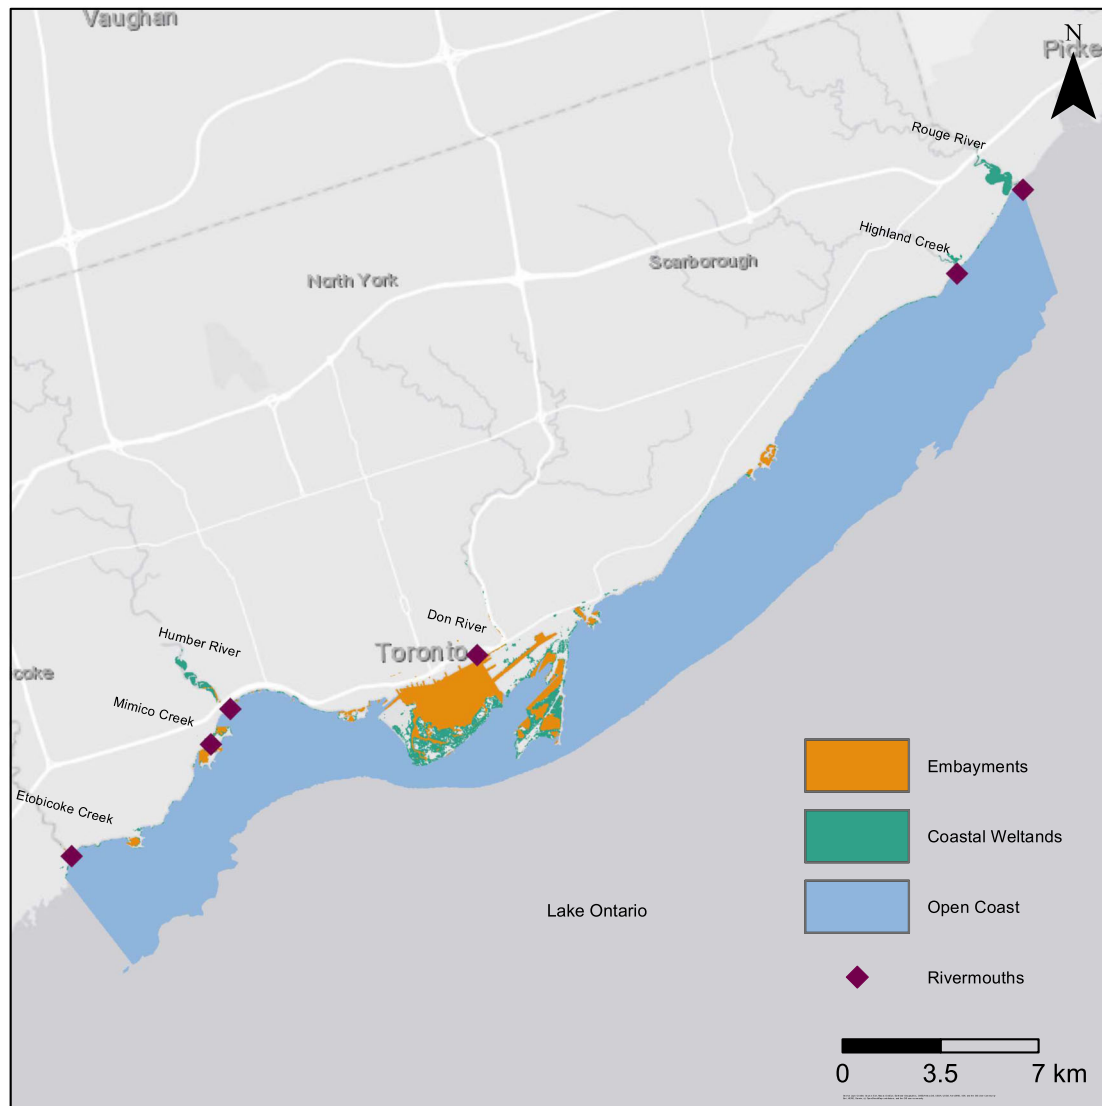 Vaughan
N
Picke
Rouge River
Highland Creek
Scarborough
North York
Don River
Toronto
Humber River
coke
Mimico Creek
Etobicoke Creek
Embayments
Coastal Weltands
Open Coast
Lake Ontario
Rivermouths
0 3.5 7 km